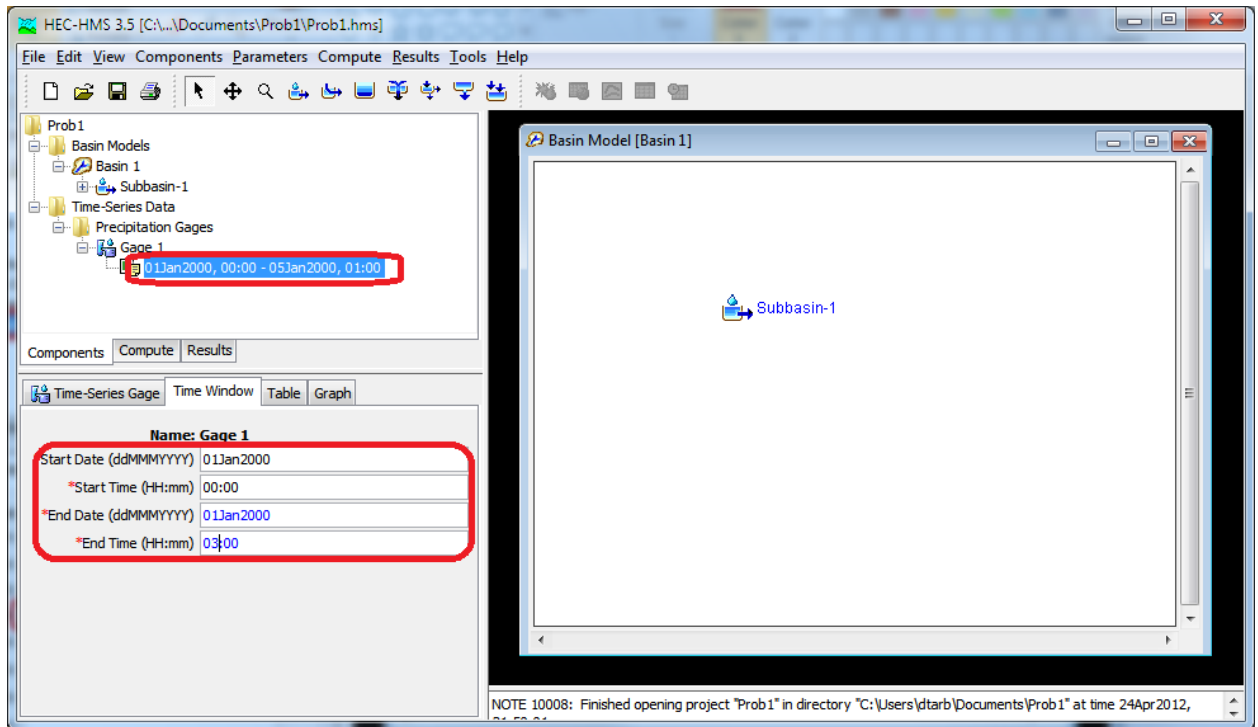 HEC-HMS 3.5 [C:\...\Documents\Prob1\Prob1.hms]
File Edit View Components Parameters Compute Results Tools Help
Prob1
Basin Models
Basin 1
Subbasin-1
Time-Series Data
Precipitation Gages
Gage 1
01Jan2000, 00:00 - 05Jan2000, 01:00
Components Compute Results
Time-Series Gage Time Window Table Graph
Name: Gage 1
Start Date (ddMMMYYYY) 01Jan2000
*Start Time (HH:mm) 00:00
*End Date (ddMMMYYYY) 01Jan2000
*End Time (HH:mm) 03:00
Basin Model [Basin 1]
Subbasin-1
NOTE 10008: Finished opening project "Prob1" in directory "C:\Users\dtarb\Documents\Prob1" at time 24Apr2012,